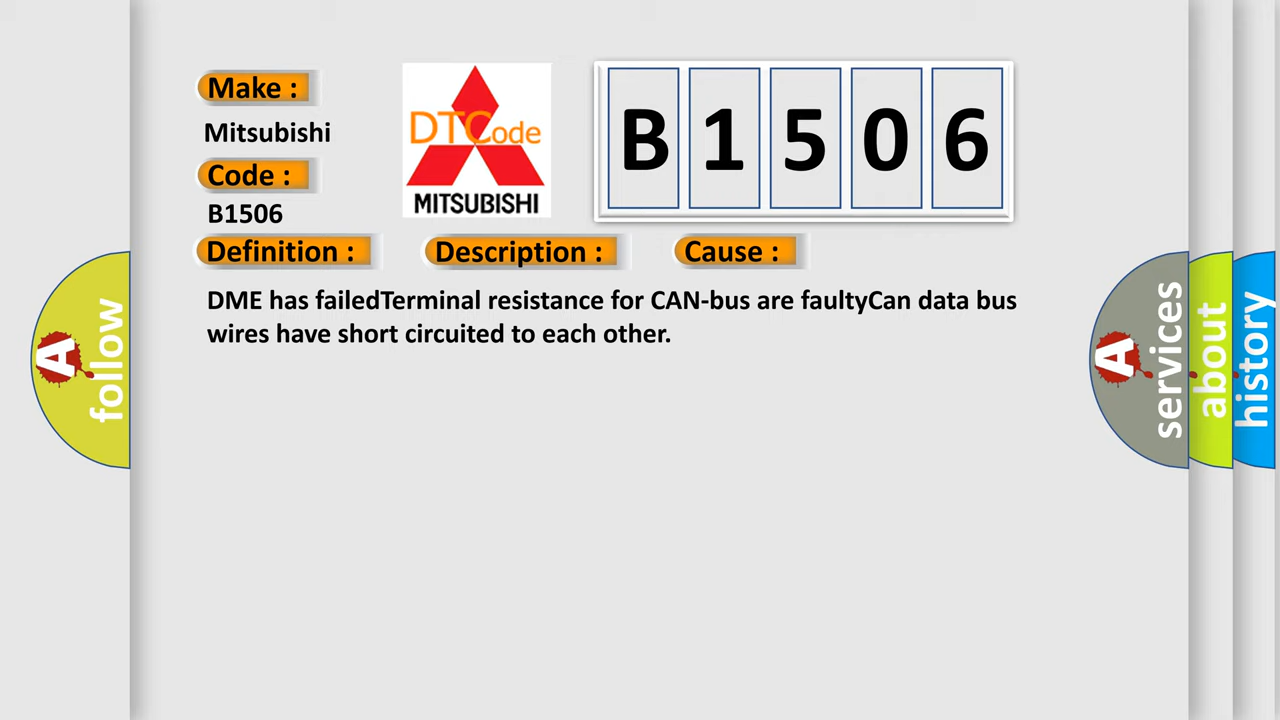 Make :
Mitsubishi
Code :
B1506
DTCode
MITSUBISHI
B 1 5 0 6
Definition :
Description :
Cause :
DME has failedTerminal resistance for CAN-bus are faultyCan data bus
wires have short circuited to each other.
A follow
A services
about
history